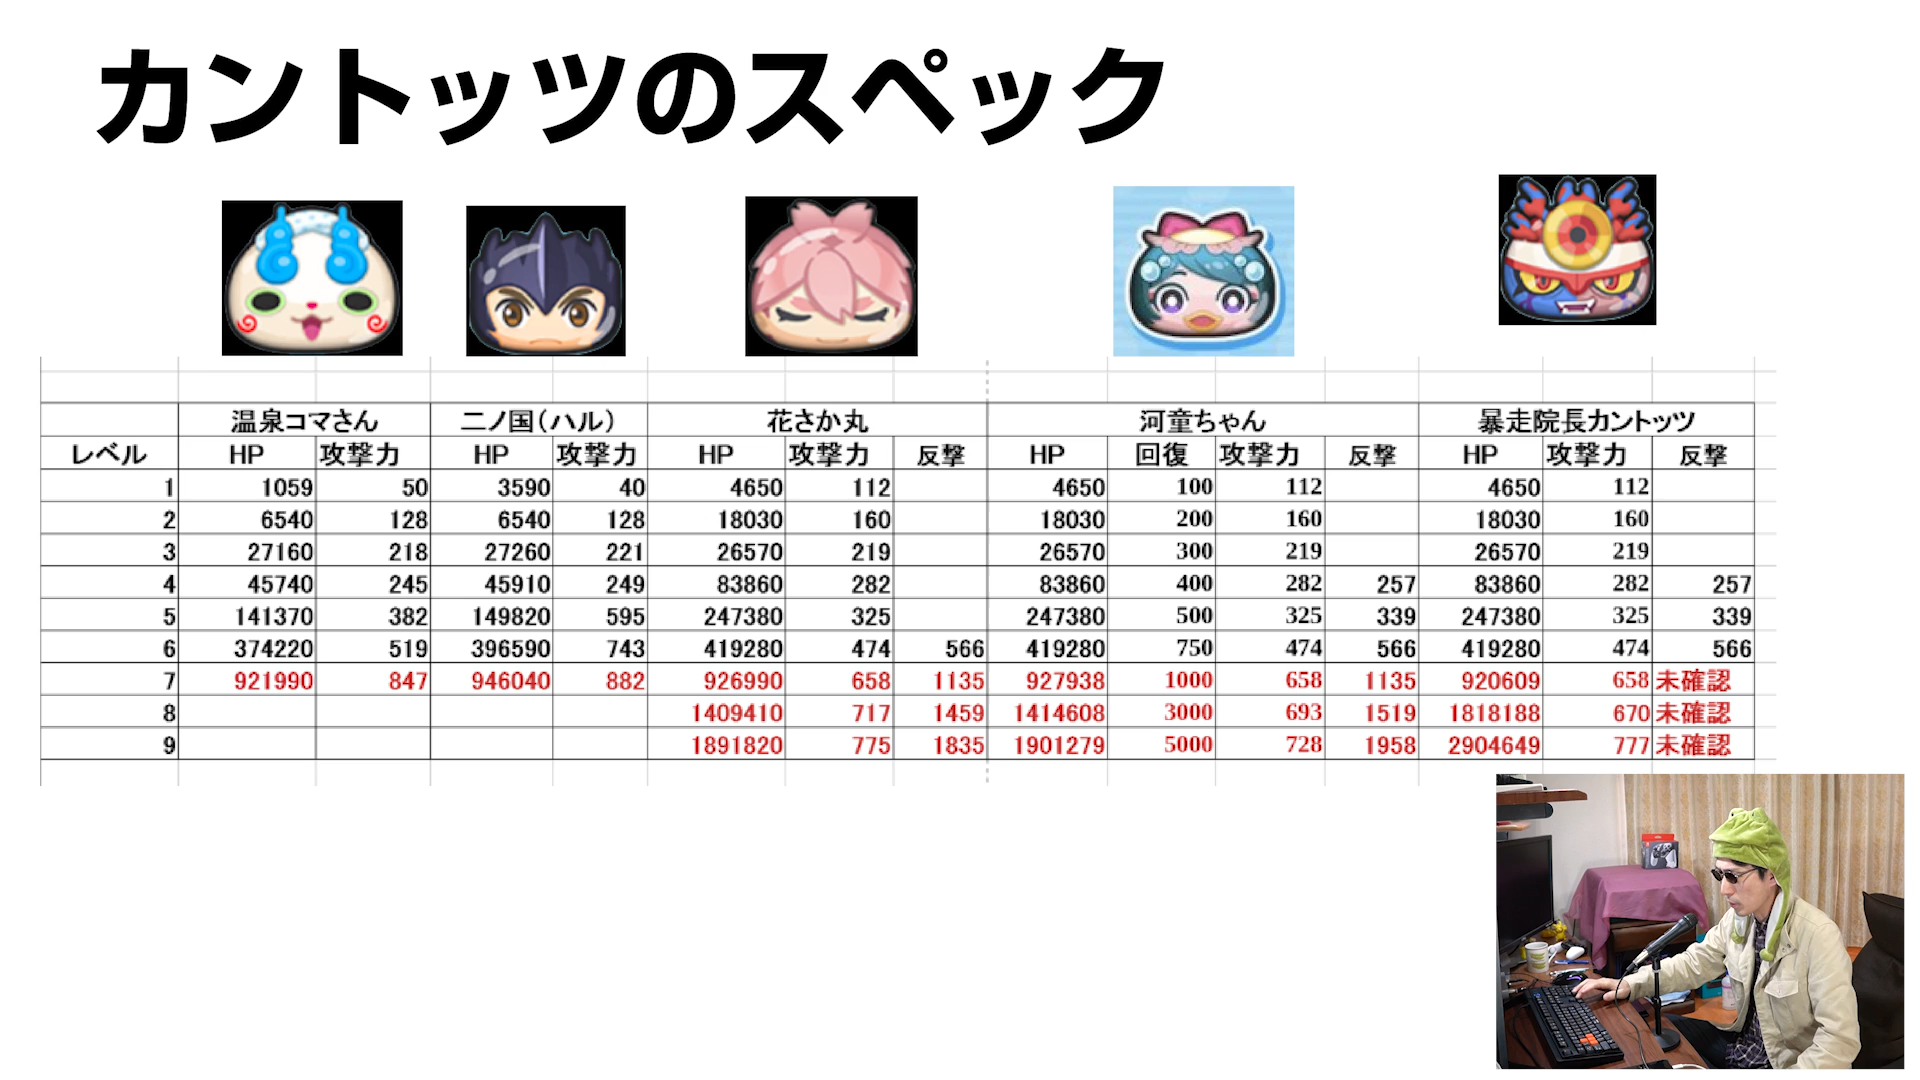 カントッツのスペック
温泉コマさん 二ノ国（ハル） 花さか丸 河童ちゃん 暴走院長カントッツ
レベル HP 攻撃力 HP 攻撃力 HP 攻撃力 反撃 HP 回復 攻撃力 反撃 HP 攻撃力 反撃
1 1059 50 3590 40 4650 112 4650 100 112 4650 112
2 6540 128 6540 128 18030 160 18030 200 160 18030 160
3 27160 218 27260 221 26570 219 26570 300 219 26570 219
4 45740 245 45910 249 83860 282 83860 400 282 257 83860 282 257
5 141370 382 149820 595 247380 325 247380 500 325 339 247380 325 339
6 374220 519 396590 743 419280 474 566 419280 750 474 566 419280 474 566
7 921990 847 946040 882 926990 658 1135 927938 1000 658 1135 920609 658 未確認
8 1409410 717 1459 1414608 3000 693 1519 1818188 670 未確認
9 1891820 775 1835 1901279 5000 728 1958 2904649 777 未確認